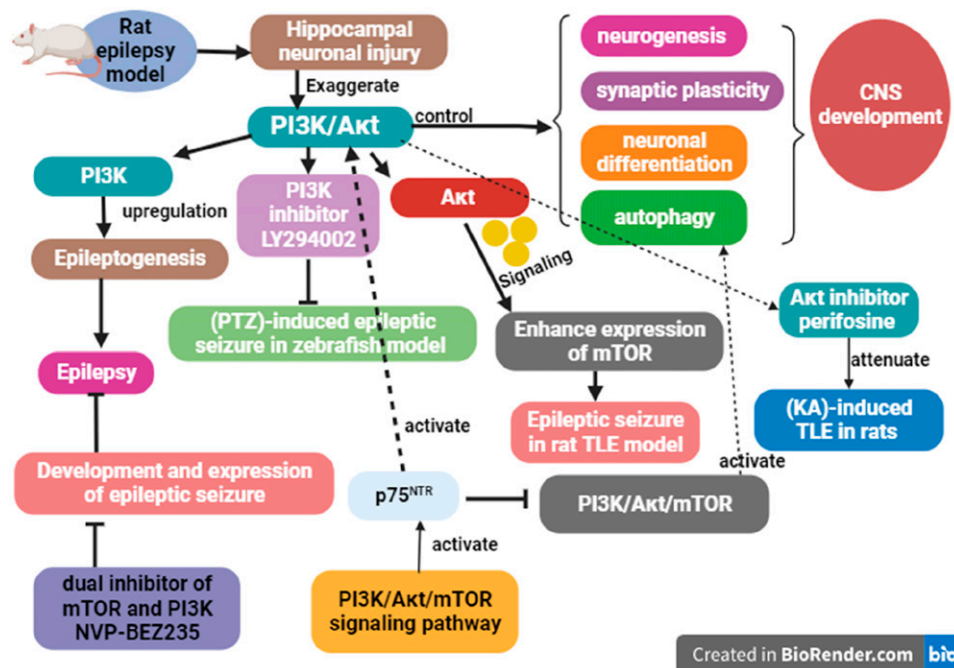 Rat
epilepsy
model
Hippocampal
neuronal injury
Exaggerate
PI3K/Aκt
control
neurogenesis
synaptic plasticity
neuronal
differentiation
autophagy
CNS
development
PI3K
upregulation
Epileptogenesis
Epilepsy
PI3K
inhibitor
LY294002
(PTZ)-induced epileptic
seizure in zebrafish model
Aκt
Signaling
Enhance expression
of mTOR
Epileptic seizure
in rat TLE model
Aκt inhibitor
perifosine
attenuate
(KA)-induced
TLE in rats
activate
activate
Development and expression
of epileptic seizure
p75NTR
PI3K/Aκt/mTOR
activate
dual inhibitor of
mTOR and PI3K
NVP-BEZ235
PI3K/Aκt/mTOR
signaling pathway
Created in BioRender.com
bio